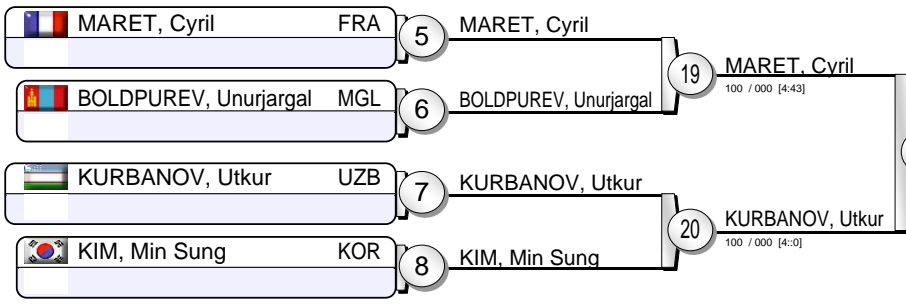 MARET, Cyril FRA
5
MARET, Cyril
BOLDPUREV, Unurjargal MGL
6
BOLDPUREV, Unurjargal
19
MARET, Cyril
100 / 000 [4:43]
KURBANOV, Utkur UZB
7
KURBANOV, Utkur
KIM, Min Sung KOR
8
KIM, Min Sung
20
KURBANOV, Utkur
100 / 000 [4::0]